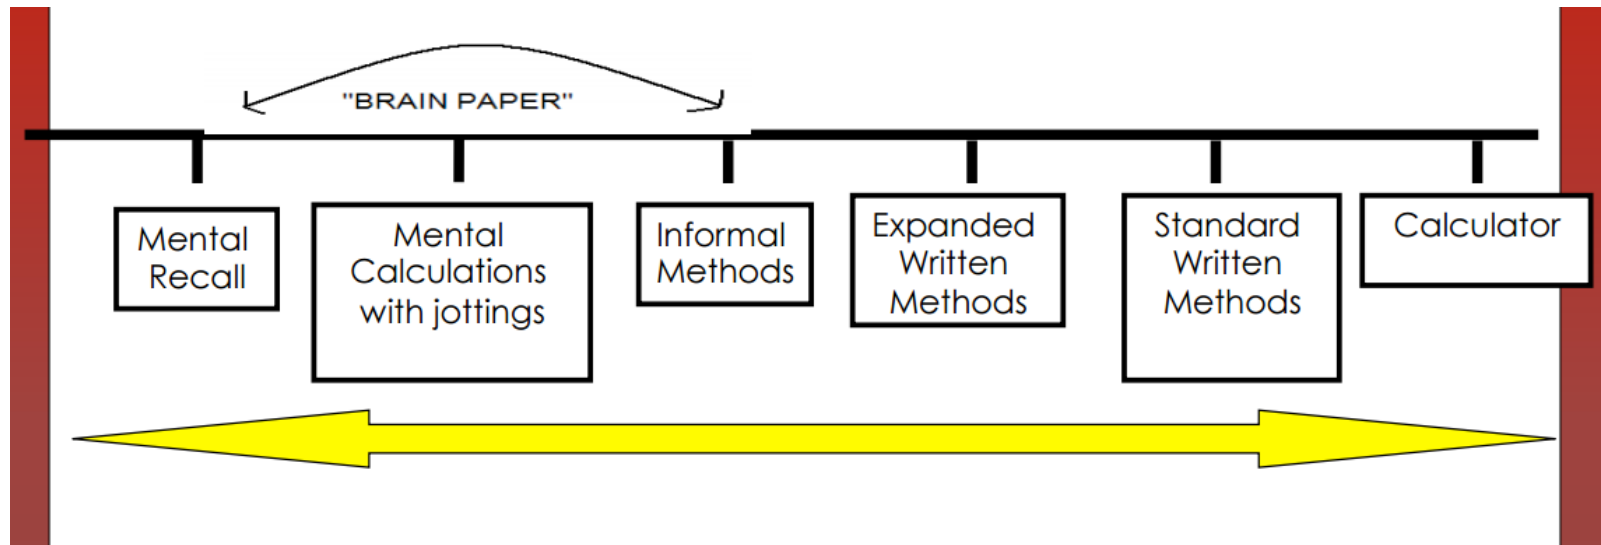 "BRAIN PAPER"
Mental
Recall
Mental
Calculations
with jottings
Informal
Methods
Expanded
Written
Methods
Standard
Written
Methods
Calculator